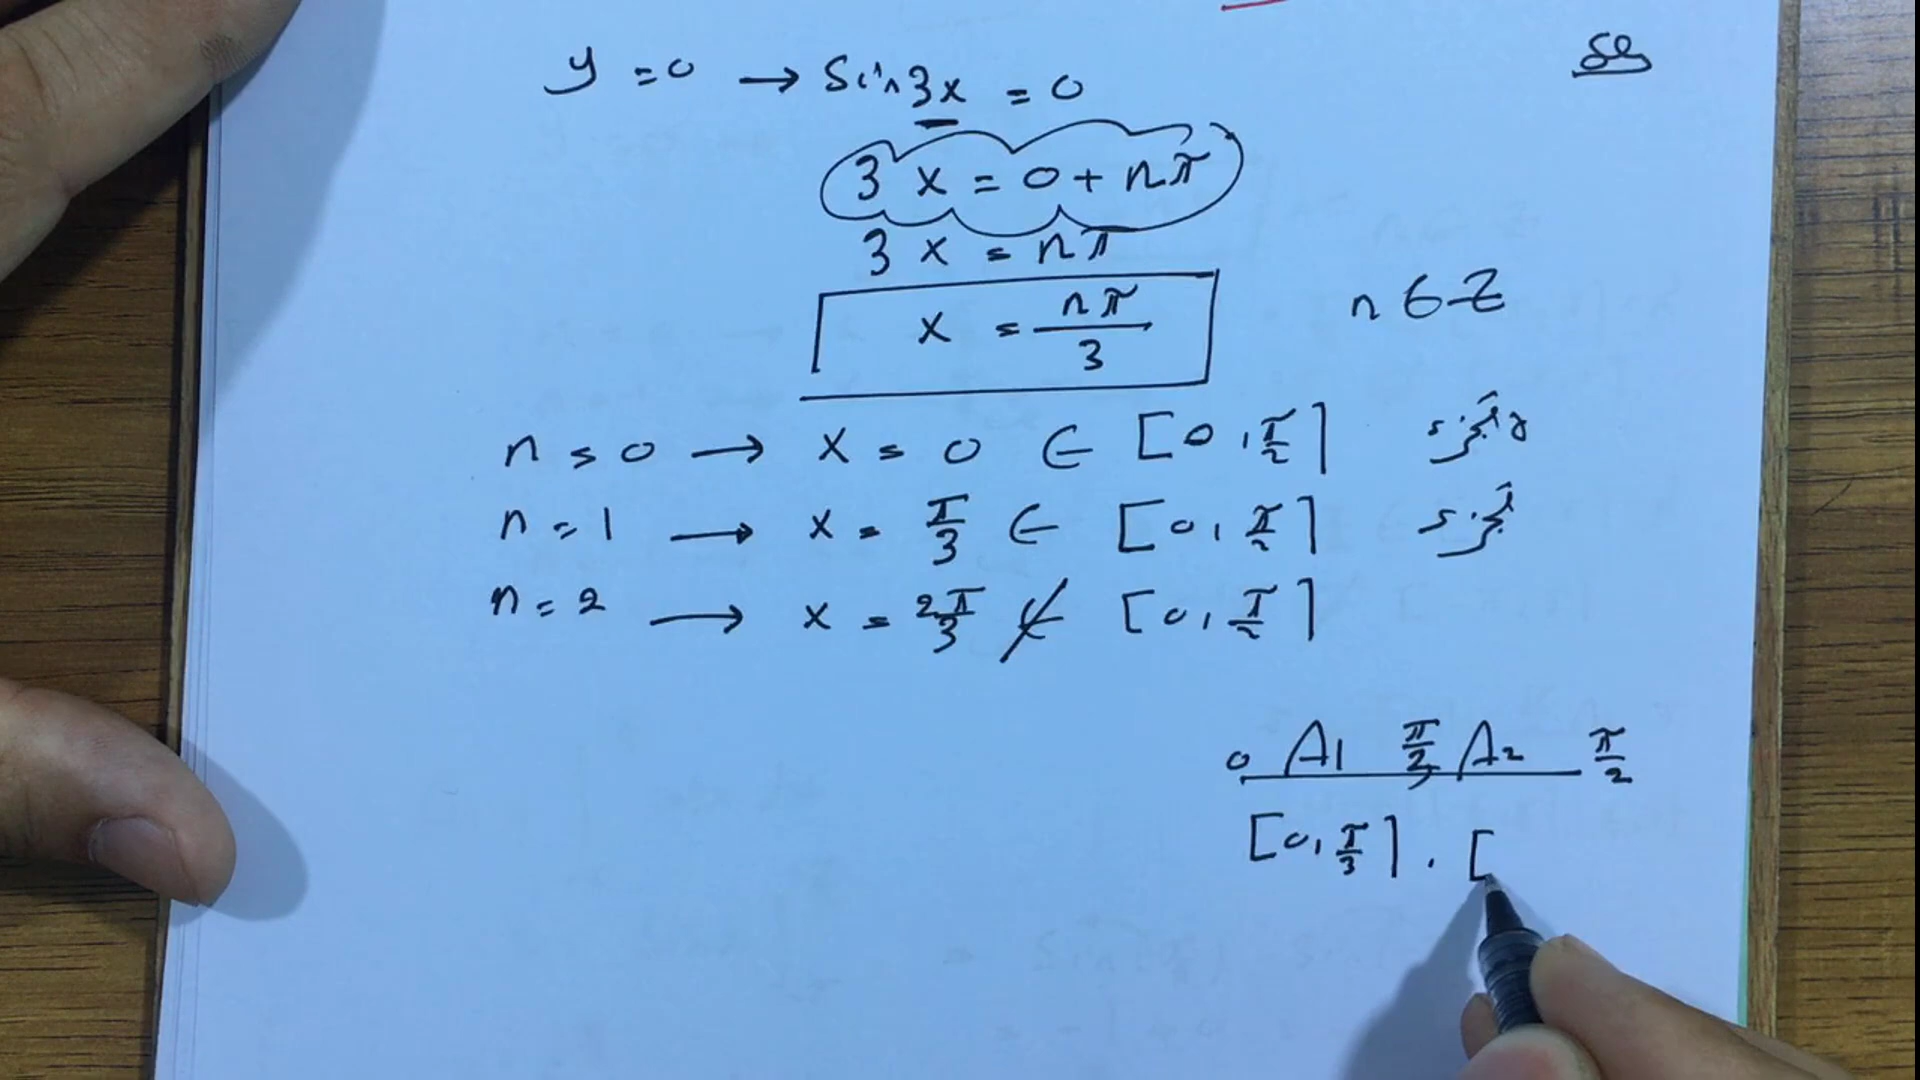 y = 0 → Sin 3x = 0
3x = 0 + nπ
3x = nπ
x = nπ/3 n ∈ Z
n = 0 → x = 0 ∈ [0, π/2]
n = 1 → x = π/3 ∈ [0, π/2]
n = 2 → x = 2π/3 ∉ [0, π/2]
0 A1 A2 π/2
[0, π/3] , [